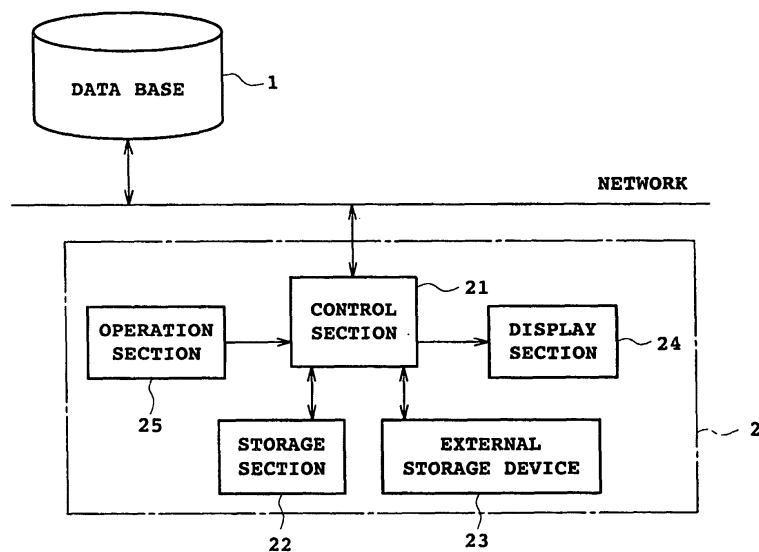 DATA BASE
1
NETWORK
21
CONTROL
SECTION
OPERATION
SECTION
DISPLAY
SECTION
24
25
STORAGE
SECTION
EXTERNAL
STORAGE DEVICE
2
22
23